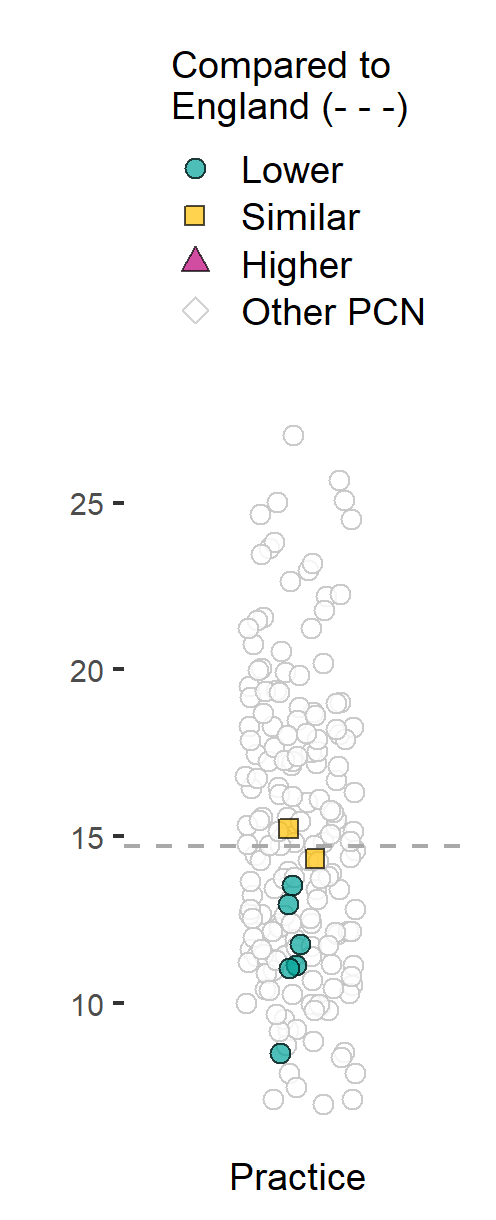 Compared to
England (- - -)
Lower
Similar
Higher
Other PCN
25
20
15
10
Practice